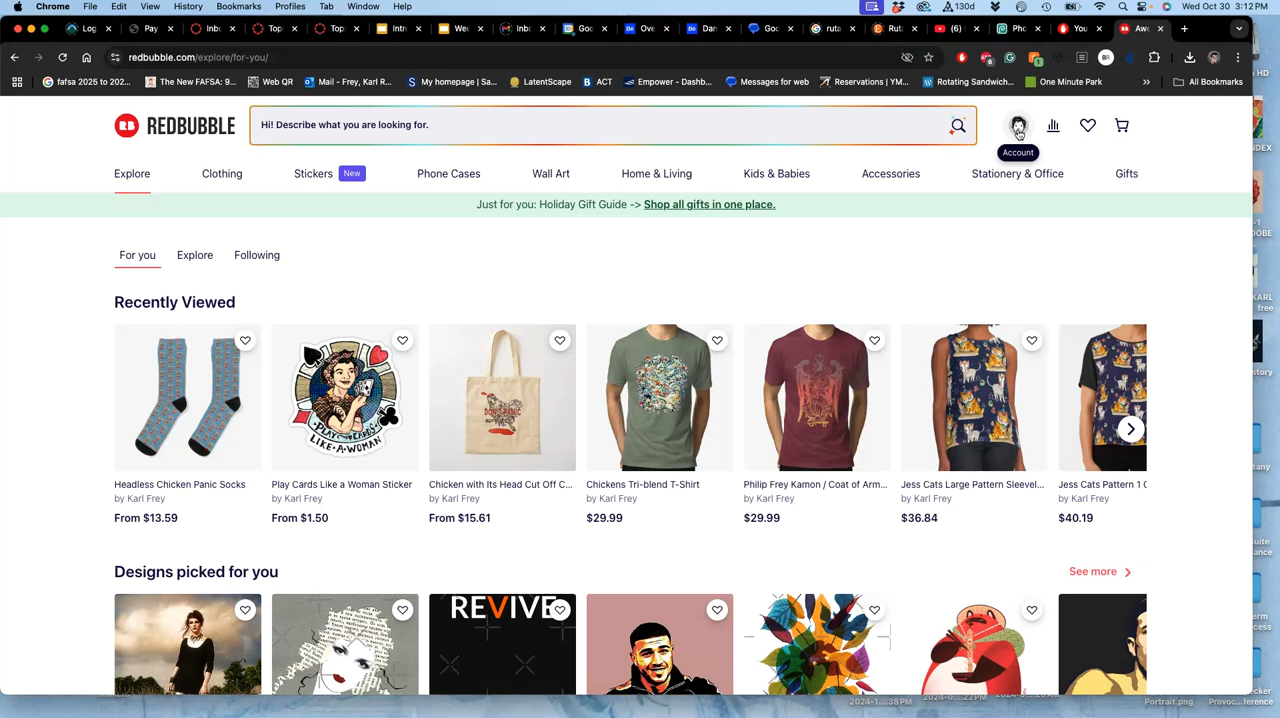 Chrome File Edit View History Bookmarks Profiles Tab Window Help 130d Wed Oct 30 3:12 PM
redbubble.com/explore/for-you/
fafsa 2025 to 202... The New FAFSA: 9... Web QR Mail - Frey, Karl R... My homepage | Sa... LatentScape ACT Empower - Dashb... Messages for web Reservations | YM... Rotating Sandwich... One Minute Park All Bookmarks
REDBUBBLE
Hi! Describe what you are looking for.
Account
Explore Clothing Stickers New Phone Cases Wall Art Home & Living Kids & Babies Accessories Stationery & Office Gifts
Just for you: Holiday Gift Guide -> Shop all gifts in one place.
For you Explore Following
Recently Viewed
Headless Chicken Panic Socks
by Karl Frey
From $13.59
PLAY CARDS
LIKE • A • WOMAN
Play Cards Like a Woman Sticker
by Karl Frey
From $1.50
DON'T PANIC
Chicken with Its Head Cut Off C...
by Karl Frey
From $15.61
Chickens Tri-blend T-Shirt
by Karl Frey
$29.99
Philip Frey Kamon / Coat of Arm...
by Karl Frey
$29.99
Jess Cats Large Pattern Sleevel...
by Karl Frey
$36.84
Jess Cats Pattern 1
by Karl Frey
$40.19
Designs picked for you
See more
REVIVE